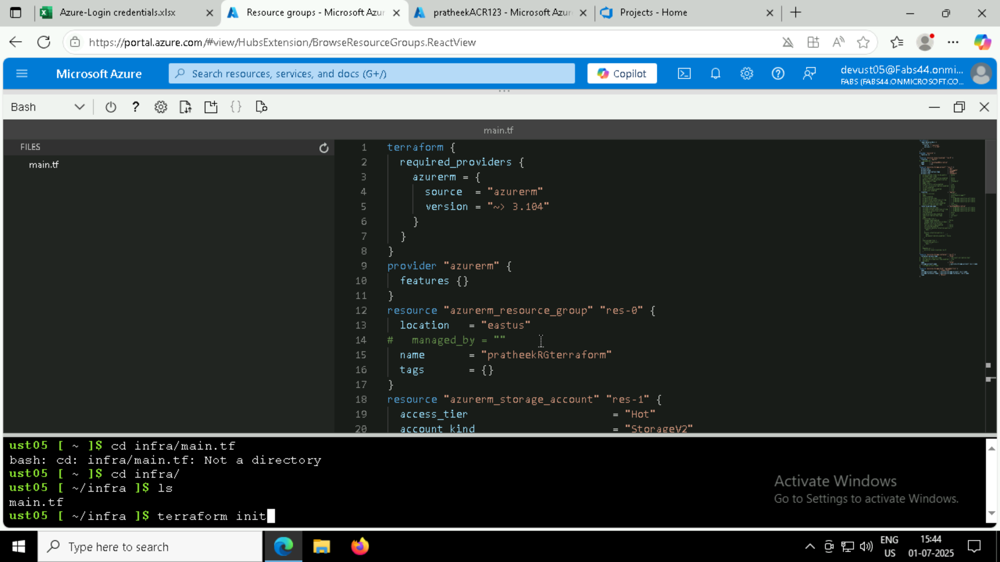 Azure-Login credentials.xlsx
Resource groups - Microsoft Azur
pratheekACR123 - Microsoft Azur
Projects - Home
https://portal.azure.com/#view/HubsExtension/BrowseResourceGroups.ReactView
Microsoft Azure
Search resources, services, and docs (G+/)
Copilot
devust05@Fabs44.onmi...
FABS (FABS44.ONMICROSOFT.CO...
Bash
main.tf
FILES
main.tf
1 terraform {
2 required_providers {
3 azurerm = {
4 source = "azurerm"
5 version = "~> 3.104"
6 }
7 }
8 }
9 provider "azurerm" {
10 features {}
11 }
12 resource "azurerm_resource_group" "res-0" {
13 location = "eastus"
14 # managed_by = ""
15 name = "pratheekRGterraform"
16 tags = {}
17 }
18 resource "azurerm_storage_account" "res-1" {
19 access_tier = "Hot"
20 account_kind = "StorageV2"
ust05 [ ~ ]$ cd infra/main.tf
bash: cd: infra/main.tf: Not a directory
ust05 [ ~ ]$ cd infra/
ust05 [ ~/infra ]$ ls
main.tf
ust05 [ ~/infra ]$ terraform init
Activate Windows
Go to Settings to activate Windows.
Type here to search
ENG
US
15:44
01-07-2025